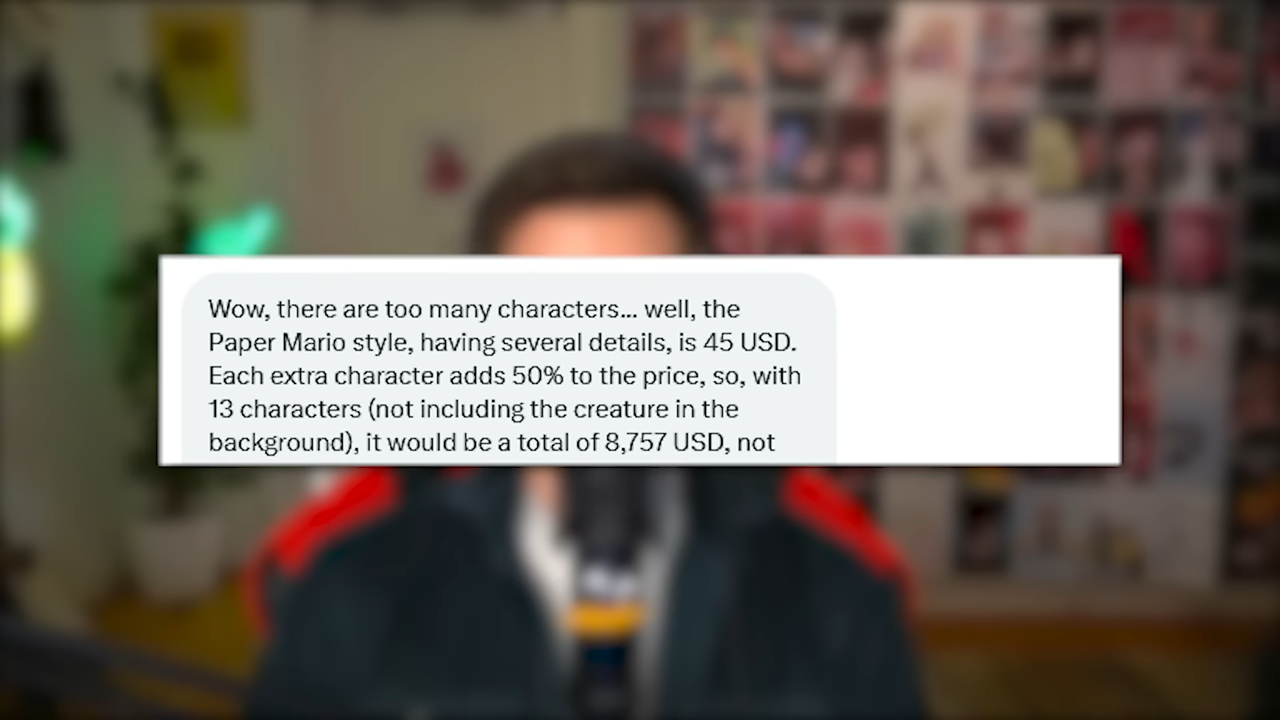 Wow, there are too many characters... well, the
Paper Mario style, having several details, is 45 USD.
Each extra character adds 50% to the price, so, with
13 characters (not including the creature in the
background), it would be a total of 8,757 USD, not